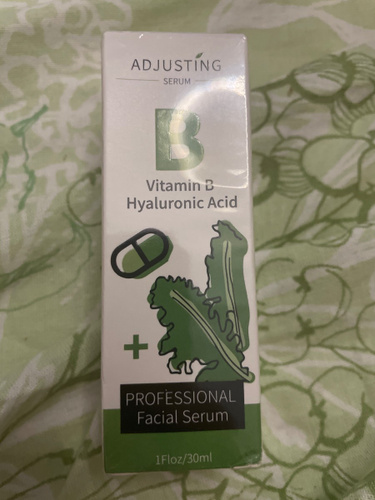 ADJUSTING
SERUM
B
Vitamin B
Hyaluronic Acid
+
PROFESSIONAL
Facial Serum
1Floz/30ml